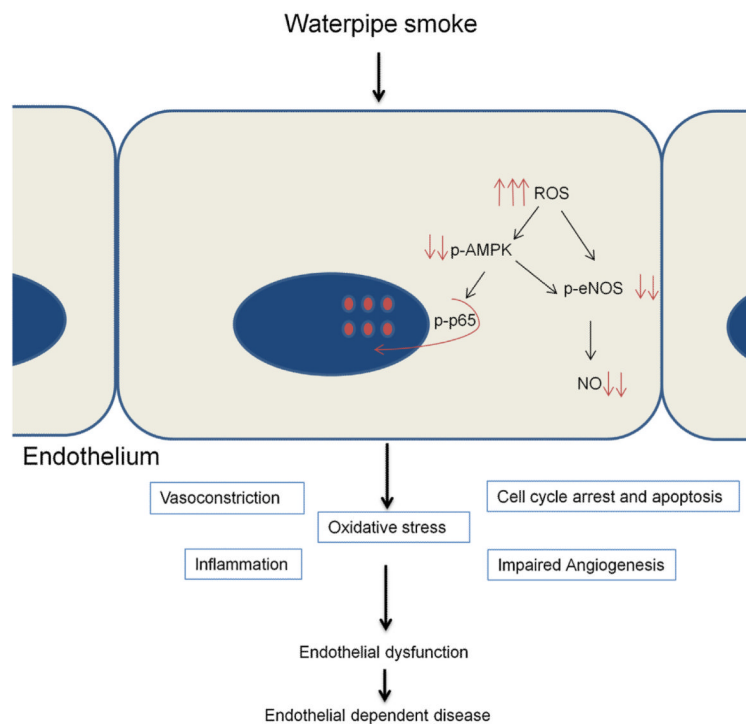 Waterpipe smoke
ROS
p-AMPK
p-eNOS
p-p65
NO
Endothelium
Vasoconstriction
Cell cycle arrest and apoptosis
Oxidative stress
Inflammation
Impaired Angiogenesis
Endothelial dysfunction
Endothelial dependent disease